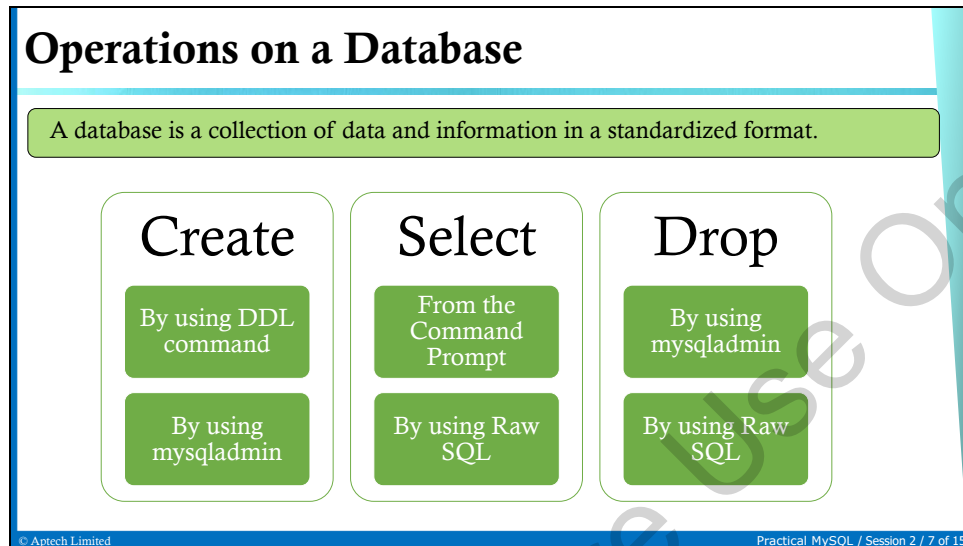 Operations on a Database
A database is a collection of data and information in a standardized format.
Create
By using DDL
command
By using
mysqladmin
Select
From the
Command
Prompt
By using Raw
SQL
Drop
By using
mysqladmin
By using Raw
SQL
Use
© Aptech Limited
Practical MySQL / Session 2 / 7 of 15